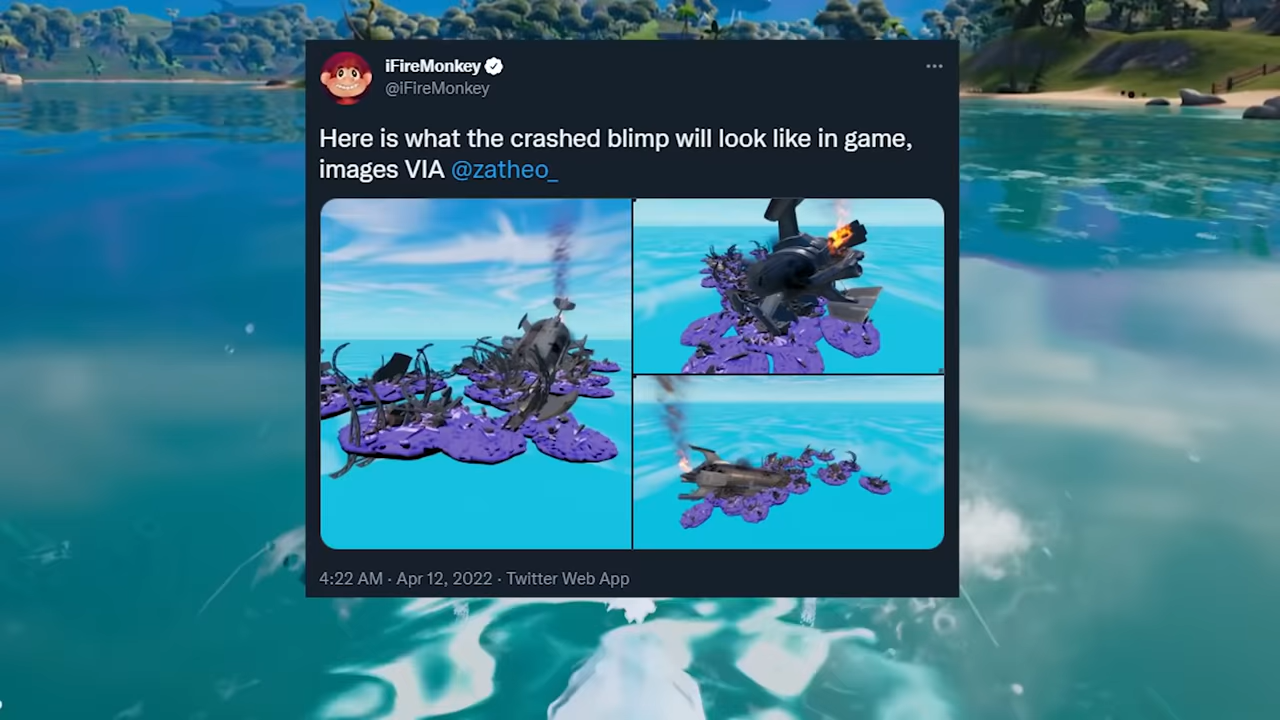 iFireMonkey
@iFireMonkey
Here is what the crashed blimp will look like in game,
images VIA @zatheo_
4:22 AM · Apr 12, 2022 · Twitter Web App